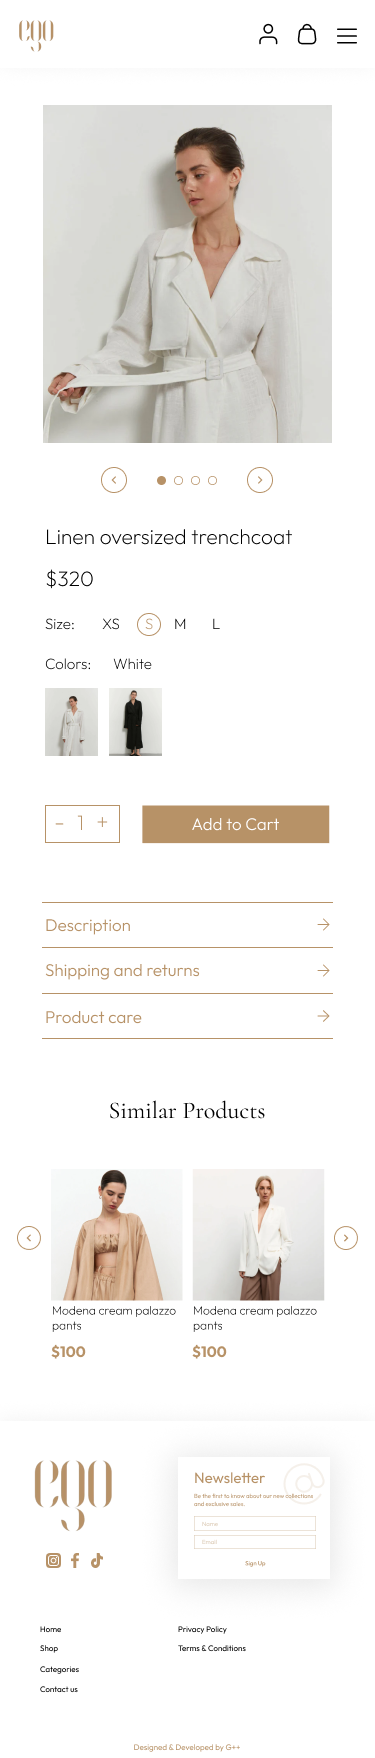 ego
Linen oversized trenchcoat
$320
Size: XS S M L
Colors: White
- 1 + Add to Cart
Description
Shipping and returns
Product care
Similar Products
Modena cream palazzo
pants
$100
Modena cream palazzo
pants
$100
ego
Newsletter
Be the first to know about our new collections
and exclusive sales.
Name
Email
Sign Up
Home
Shop
Categories
Contact us
Privacy Policy
Terms & Conditions
Designed & Developed by G++